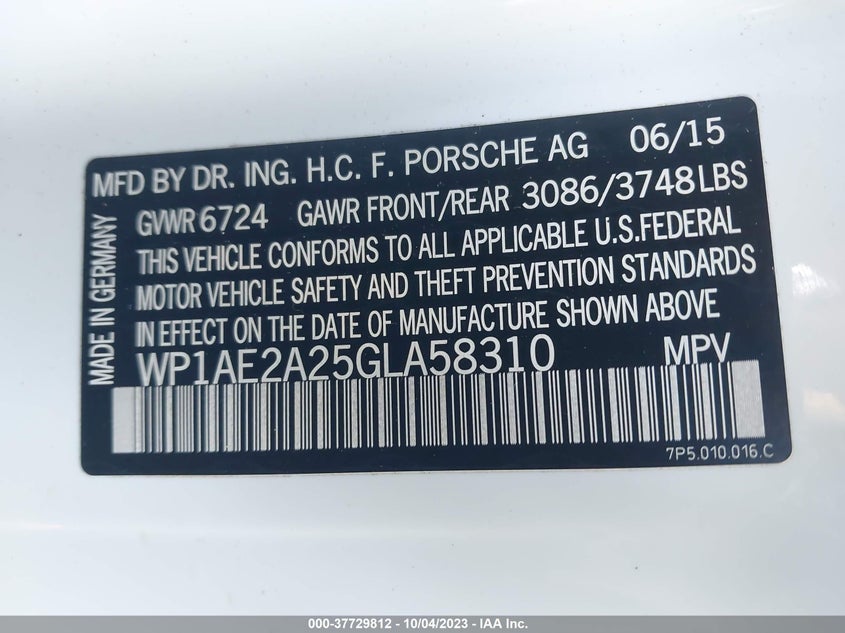 MFD BY DR. ING. H.C. F. PORSCHE AG 06/15
GVWR 6724 GAWR FRONT/REAR 3086/3748LBS
THIS VEHICLE CONFORMS TO ALL APPLICABLE U.S.FEDERAL
MOTOR VEHICLE SAFETY AND THEFT PREVENTION STANDARDS
IN EFFECT ON THE DATE OF MANUFACTURE SHOWN ABOVE
WP1AE2A25GLA58310 MPV
MADE IN GERMANY
7P5.010.016.C
000-37729812 - 10/04/2023 - IAA Inc.